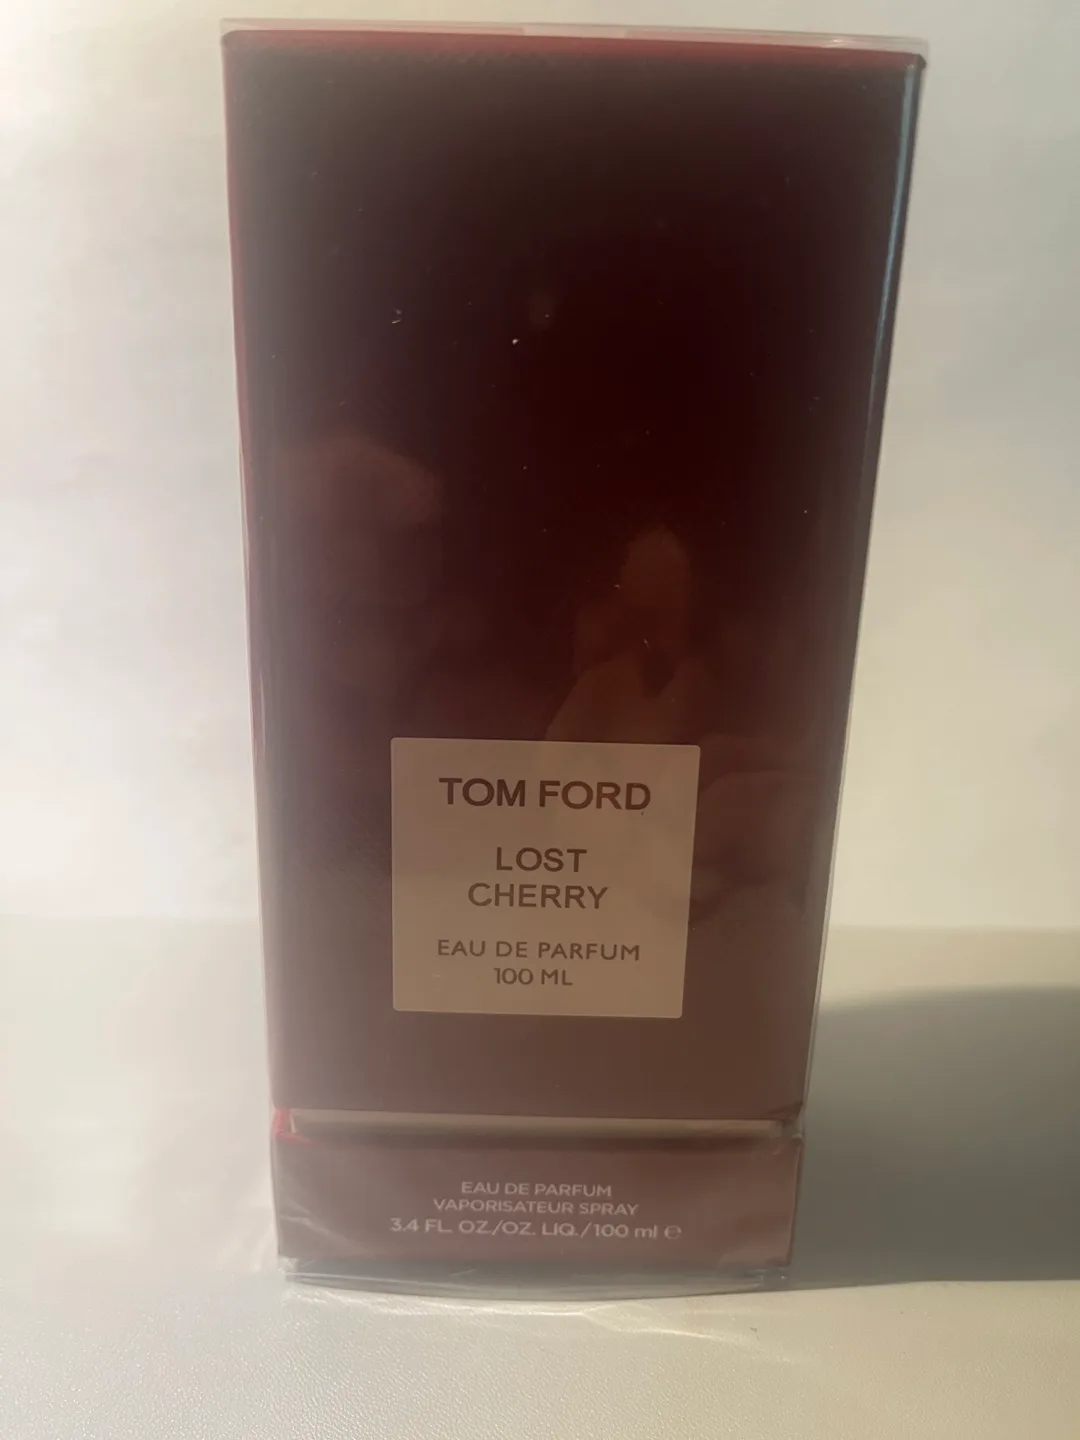 TOM FORD
LOST
CHERRY
EAU DE PARFUM
100 ML
EAU DE PARFUM
VAPORISATEUR SPRAY
3.4 FL. OZ./OZ. LIQ./100 ml ℮